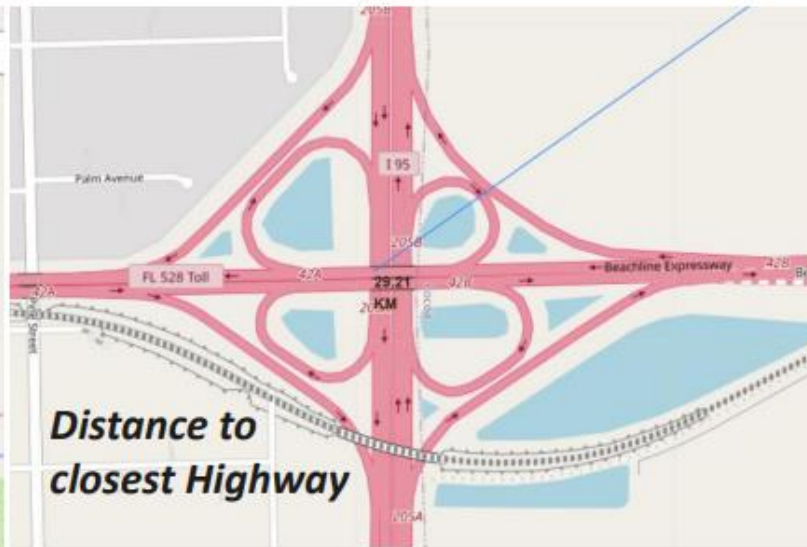 205B
I 95
Palm Avenue
205B
FL 528 Toll
42A
42B
Beachline Expressway
42B
42A
29.21
KM
Distance to
closest Highway
205A